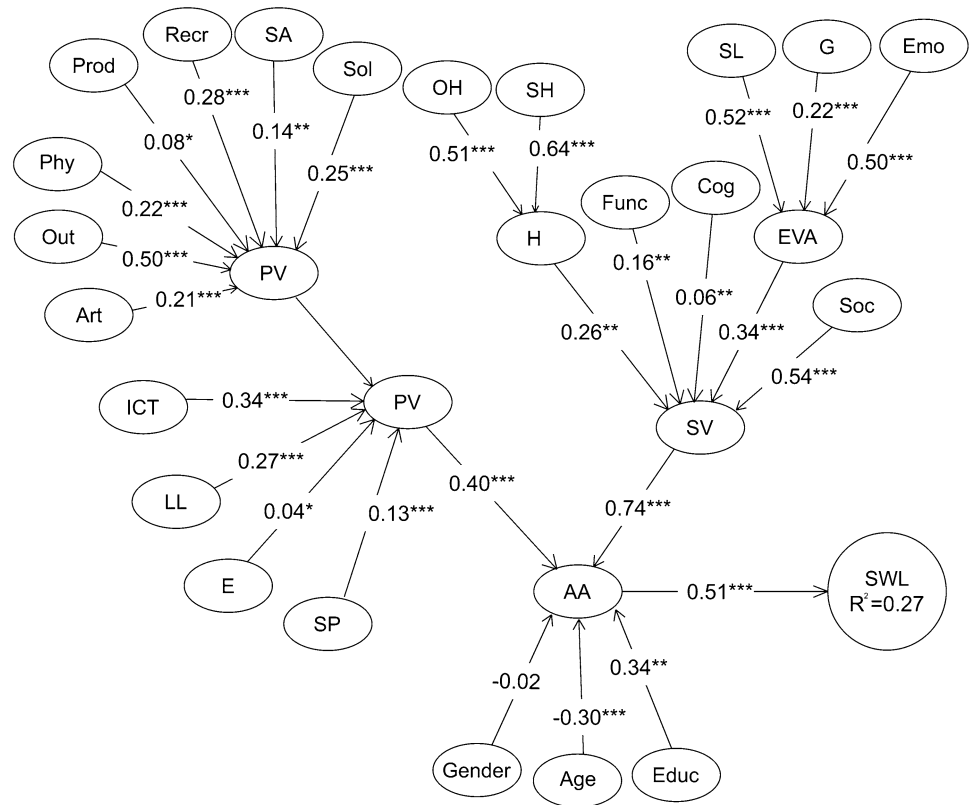 Recr
SA
Prod
Sol
0.28***
0.14**
0.08*
0.25***
Phy
0.22***
Out
0.50***
PV
Art
0.21***
OH
SH
0.51***
0.64***
H
SL
G
Emo
0.52***
0.22***
0.50***
Func
Cog
EVA
0.16**
0.06**
0.26**
0.34***
Soc
0.54***
SV
ICT
0.34***
PV
LL
0.27***
E
0.04*
SP
0.13***
0.40***
0.74***
AA
0.51***
SWL
R²=0.27
-0.02
-0.30***
0.34**
Gender
Age
Educ